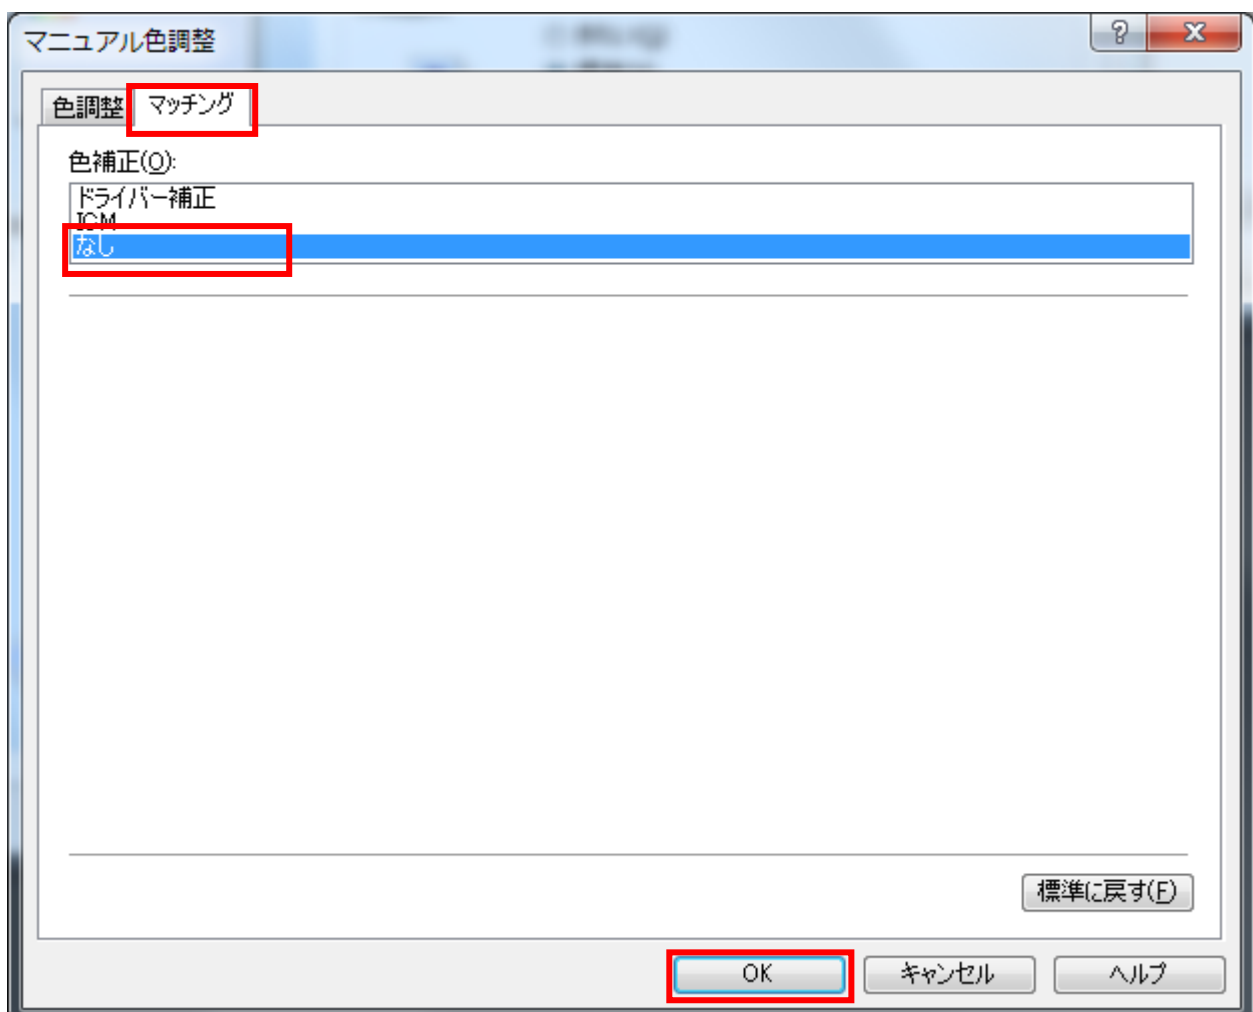 マニュアル色調整
色調整 マッチング
色補正(O):
ドライバー補正
ICM
なし
標準に戻す(F)
OK キャンセル ヘルプ